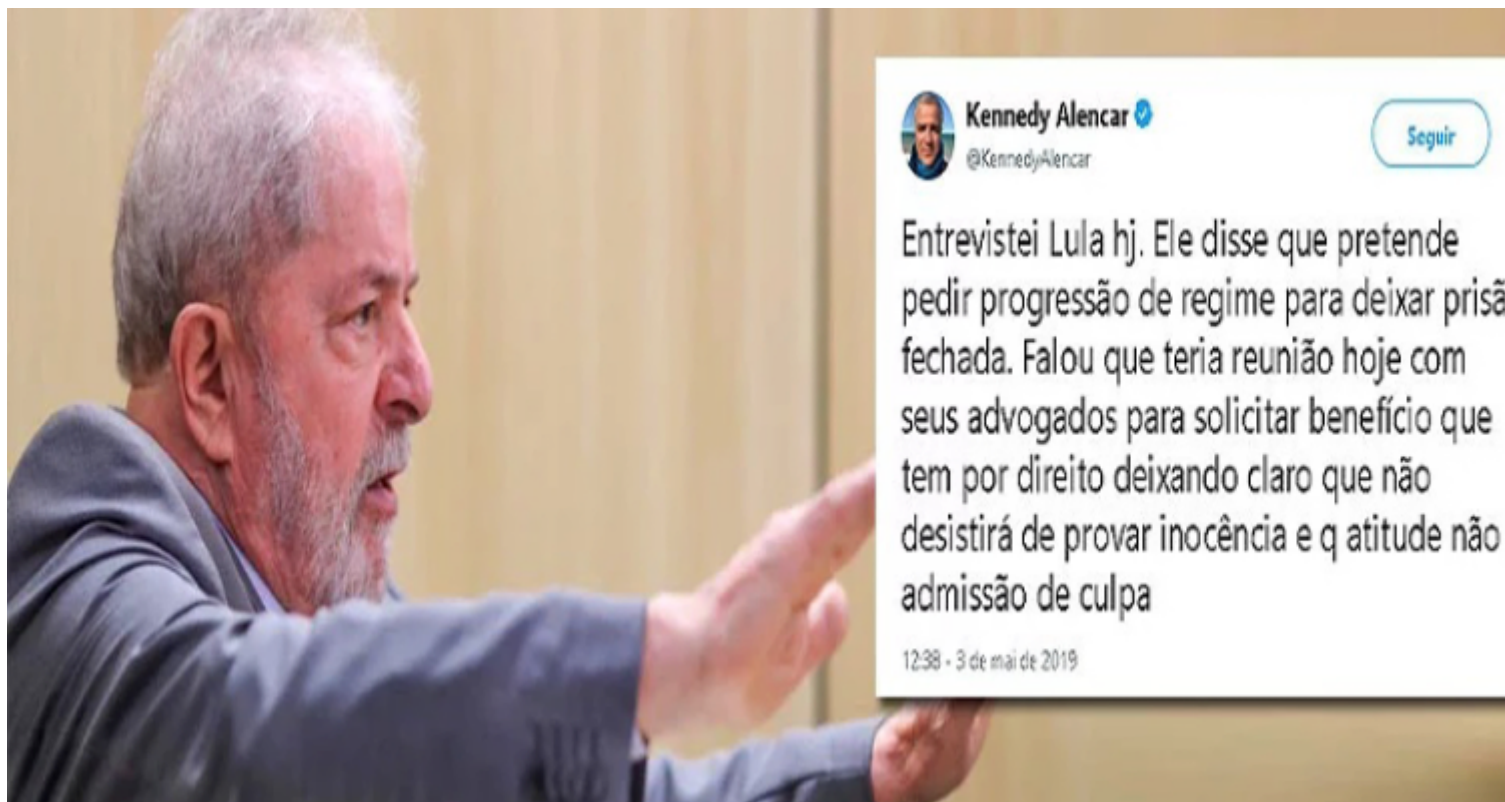 Kennedy Alencar
@KennedyAlencar
Seguir
Entrevistei Lula hj. Ele disse que pretende
pedir progressão de regime para deixar prisã
fechada. Falou que teria reunião hoje com
seus advogados para solicitar benefício que
tem por direito deixando claro que não
desistirá de provar inocência e q atitude não
admissão de culpa
12:38 - 3 de mai de 2019